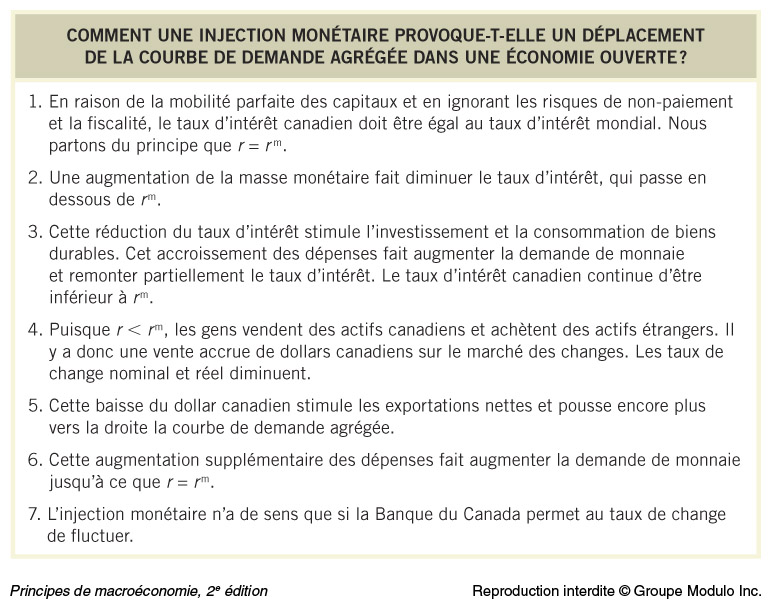 COMMENT UNE INJECTION MONÉTAIRE PROVOQUE-T-ELLE UN DÉPLACEMENT
DE LA COURBE DE DEMANDE AGRÉGÉE DANS UNE ÉCONOMIE OUVERTE ?
1. En raison de la mobilité parfaite des capitaux et en ignorant les risques de non-paiement
et la fiscalité, le taux d’intérêt canadien doit être égal au taux d’intérêt mondial. Nous
partons du principe que r = rᵐ.
2. Une augmentation de la masse monétaire fait diminuer le taux d’intérêt, qui passe en
dessous de rᵐ.
3. Cette réduction du taux d’intérêt stimule l’investissement et la consommation de biens
durables. Cet accroissement des dépenses fait augmenter la demande de monnaie
et remonter partiellement le taux d’intérêt. Le taux d’intérêt canadien continue d’être
inférieur à rᵐ.
4. Puisque r < rᵐ, les gens vendent des actifs canadiens et achètent des actifs étrangers. Il
y a donc une vente accrue de dollars canadiens sur le marché des changes. Les taux de
change nominal et réel diminuent.
5. Cette baisse du dollar canadien stimule les exportations nettes et pousse encore plus
vers la droite la courbe de demande agrégée.
6. Cette augmentation supplémentaire des dépenses fait augmenter la demande de monnaie
jusqu’à ce que r = rᵐ.
7. L’injection monétaire n’a de sens que si la Banque du Canada permet au taux de change
de fluctuer.
Principes de macroéconomie, 2ᵉ édition
Reproduction interdite © Groupe Modulo Inc.